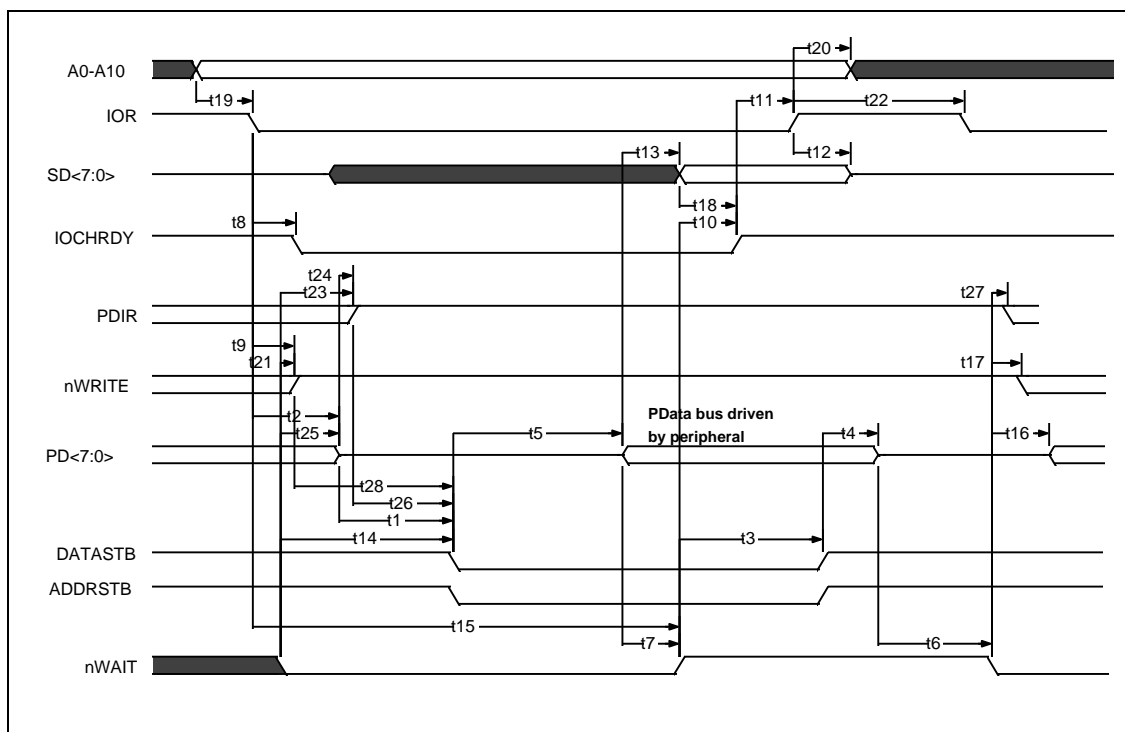 t20
A0-A10
t19
t11
t22
IOR
t13
t12
SD<7:0>
t18
t8
t10
IOCHRDY
t24
t23
t27
PDIR
t9
t21
t17
nWRITE
t2
PData bus driven
t25
t5
by peripheral
t4
t16
PD<7:0>
t28
t26
t1
t14
t3
DATASTB
ADDRSTB
t15
t7
t6
nWAIT